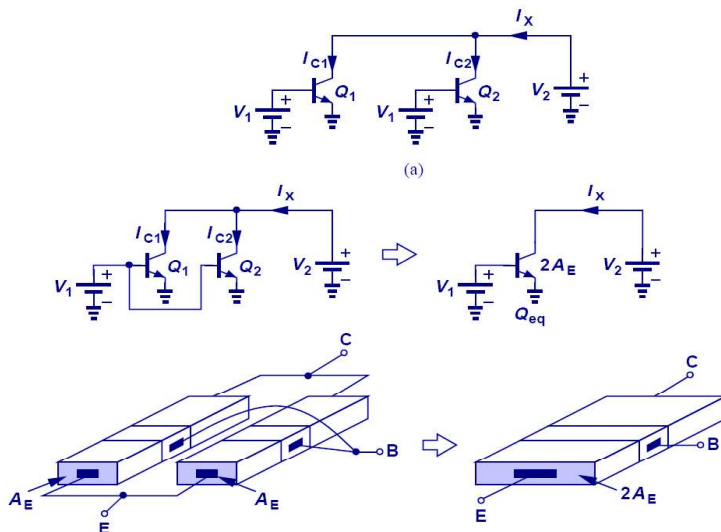 I_X
I_C1
I_C2
V_1
+
−
Q_1
V_1
+
−
Q_2
V_2
+
−
(a)
I_X
I_C1
I_C2
V_1
+
−
Q_1
Q_2
V_2
+
−
I_X
V_1
+
−
2A_E
Q_eq
V_2
+
−
C
B
A_E
E
A_E
C
B
E
2A_E